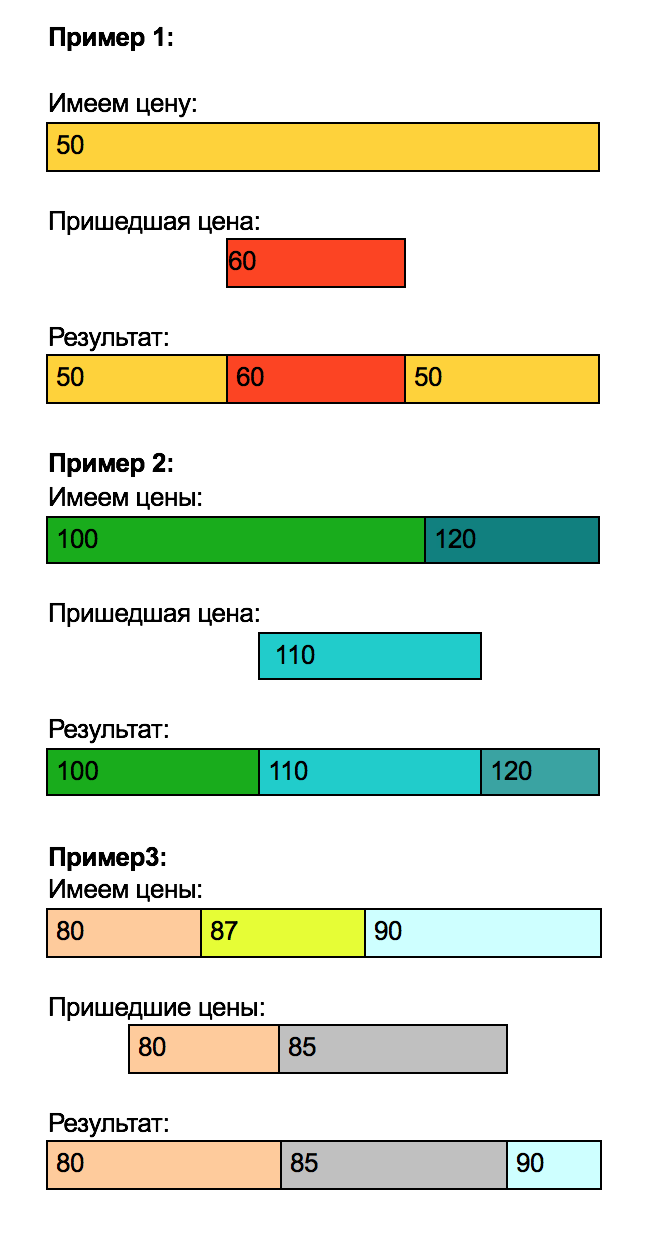 Пример 1:
Имеем цену:
50
Пришедшая цена:
60
Результат:
50 60 50
Пример 2:
Имеем цены:
100 120
Пришедшая цена:
110
Результат:
100 110 120
Пример3:
Имеем цены:
80 87 90
Пришедшие цены:
80 85
Результат:
80 85 90